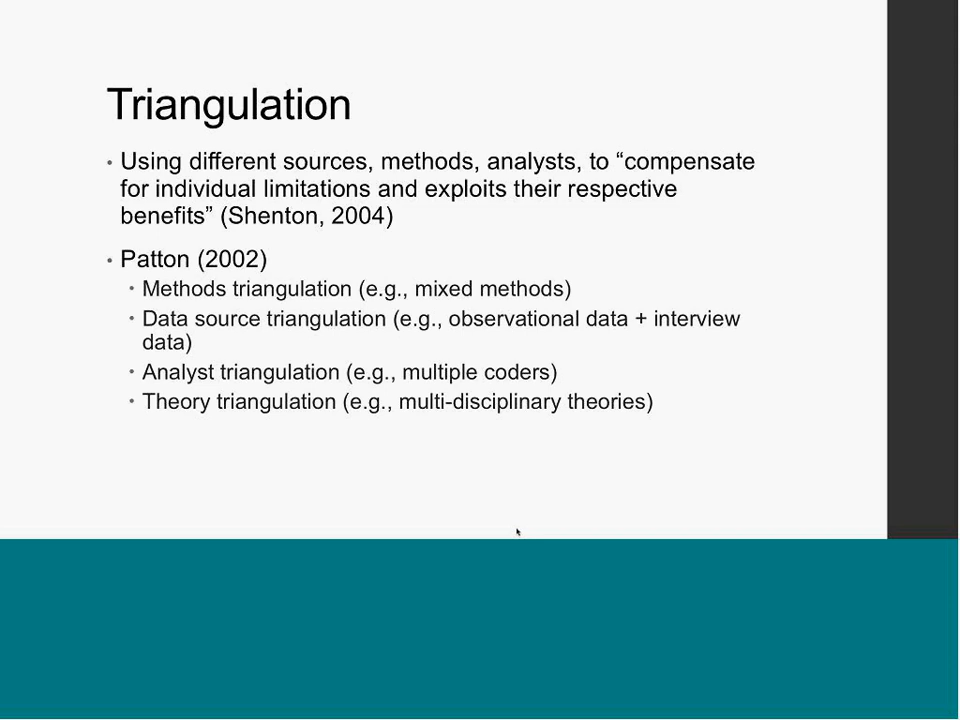 Triangulation
• Using different sources, methods, analysts, to “compensate
for individual limitations and exploits their respective
benefits” (Shenton, 2004)
• Patton (2002)
• Methods triangulation (e.g., mixed methods)
• Data source triangulation (e.g., observational data + interview
data)
• Analyst triangulation (e.g., multiple coders)
• Theory triangulation (e.g., multi-disciplinary theories)